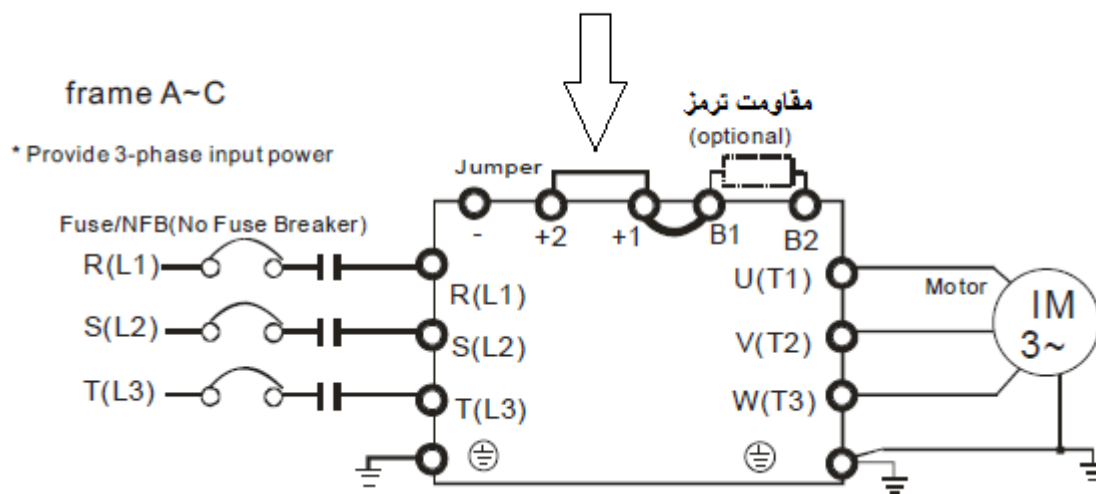 frame A~C
مقاومت ترمز
(optional)
* Provide 3-phase input power
Jumper
Fuse/NFB(No Fuse Breaker)
- +2 +1 B1 B2
R(L1) R(L1) U(T1) Motor IM
S(L2) S(L2) V(T2) 3~
T(L3) T(L3) W(T3)